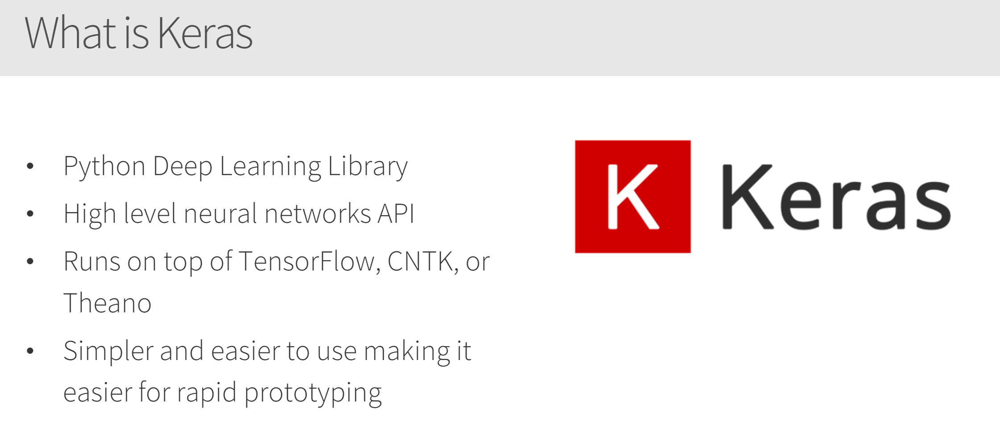 What is Keras
• Python Deep Learning Library
• High level neural networks API
• Runs on top of TensorFlow, CNTK, or
Theano
• Simpler and easier to use making it
easier for rapid prototyping
K Keras